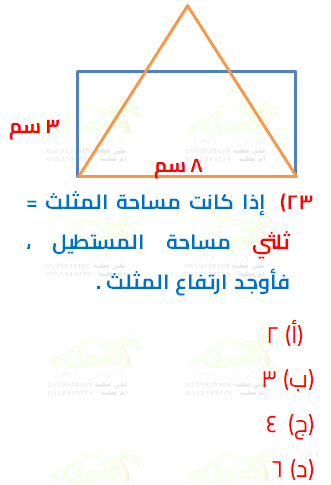 ٣ سم
٨ سم
٢٣) إذا كانت مساحة المثلث =
ثلثي مساحة المستطيل ،
فأوجد ارتفاع المثلث .
(أ) ٢
(ب) ٣
(ج) ٤
(د) ٦